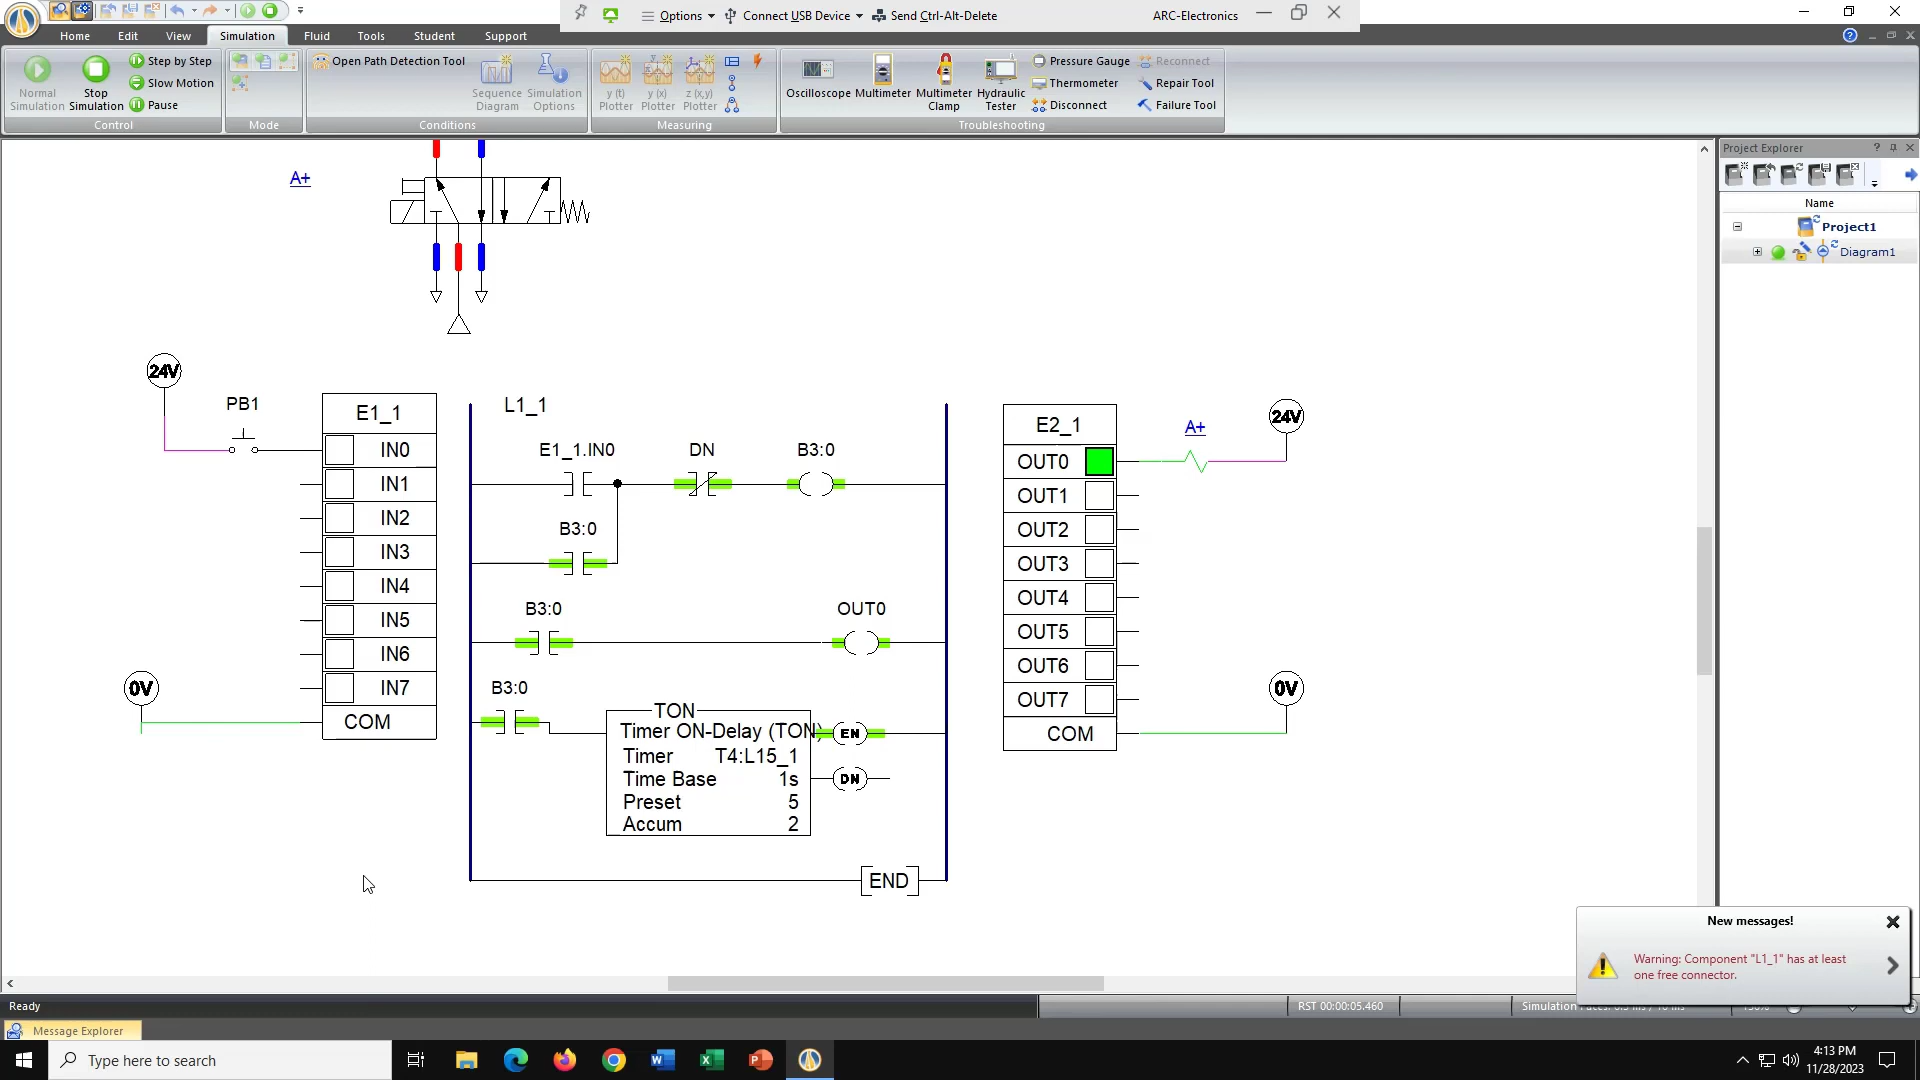 Options
Connect USB Device
Send Ctrl-Alt-Delete
ARC-Electronics
Home
Edit
View
Simulation
Fluid
Tools
Student
Support
Normal
Simulation
Stop
Simulation
Step by Step
Slow Motion
Pause
Control
Mode
Open Path Detection Tool
Sequence
Diagram
Simulation
Options
Conditions
y (t)
Plotter
y (x)
Plotter
z (x,y)
Plotter
Measuring
Oscilloscope
Multimeter
Multimeter
Clamp
Hydraulic
Tester
Pressure Gauge
Thermometer
Disconnect
Reconnect
Repair Tool
Failure Tool
Troubleshooting
Project Explorer
Name
Project1
Diagram1
A+
24V
PB1
E1_1
IN0
IN1
IN2
IN3
IN4
IN5
IN6
IN7
COM
0V
L1_1
E1_1.IN0
DN
B3:0
B3:0
B3:0
OUT0
B3:0
TON
Timer ON-Delay (TON)
Timer T4:L15_1
Time Base 1s
Preset 5
Accum 2
EN
DN
END
E2_1
OUT0
OUT1
OUT2
OUT3
OUT4
OUT5
OUT6
OUT7
COM
A+
24V
0V
New messages!
Warning: Component "L1_1" has at least
one free connector.
Ready
RST 00:00:05.460
Message Explorer
Type here to search
4:13 PM
11/28/2023